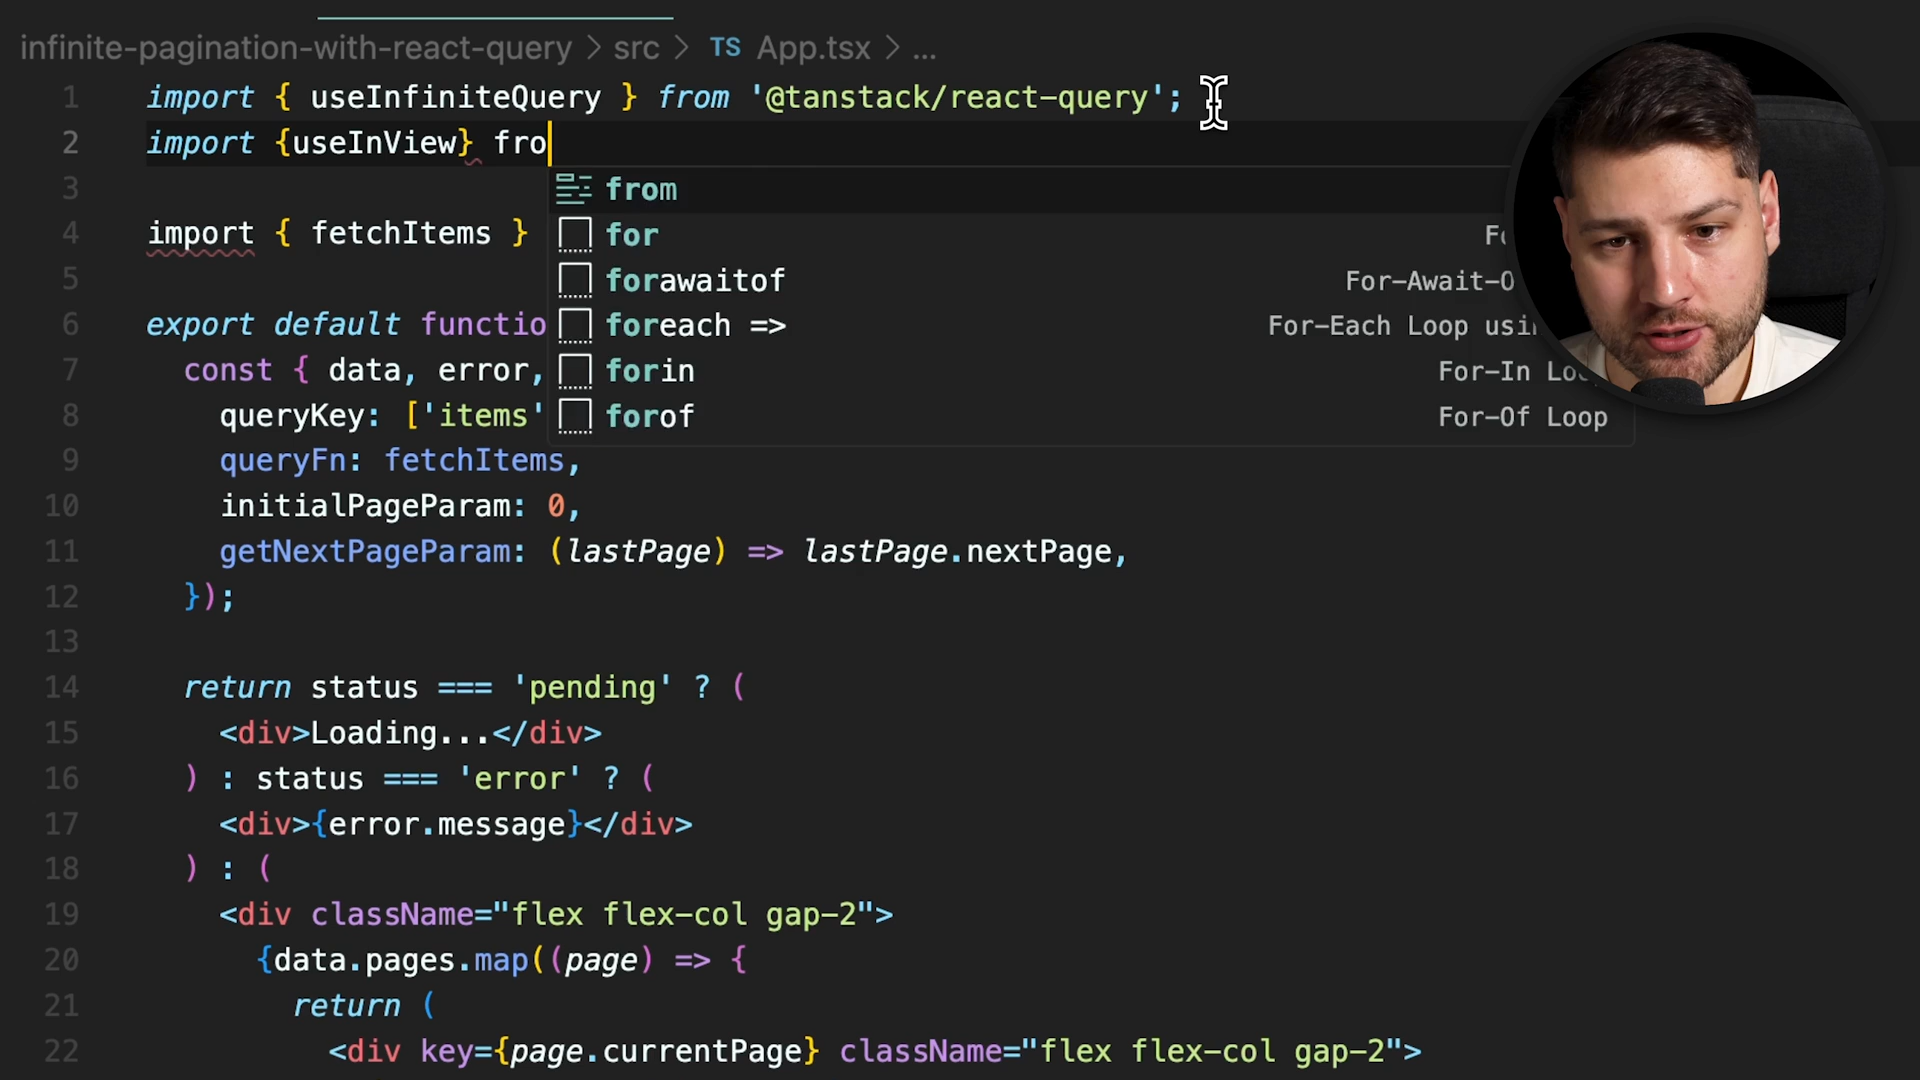 infinite-pagination-with-react-query > src > TS App.tsx > ...
1 import { useInfiniteQuery } from '@tanstack/react-query';
2 import {useInView} fro
from
3
for Fo
4 import { fetchItems }
forawaitof For-Await-O
5
foreach => For-Each Loop usin
6 export default functio
forin For-In Loo
7 const { data, error,
forof For-Of Loop
8 queryKey: ['items'
9 queryFn: fetchItems,
10 initialPageParam: 0,
11 getNextPageParam: (lastPage) => lastPage.nextPage,
12 });
13
14 return status === 'pending' ? (
15 <div>Loading...</div>
16 ) : status === 'error' ? (
17 <div>{error.message}</div>
18 ) : (
19 <div className="flex flex-col gap-2">
20 {data.pages.map((page) => {
21 return (
22 <div key={page.currentPage} className="flex flex-col gap-2">